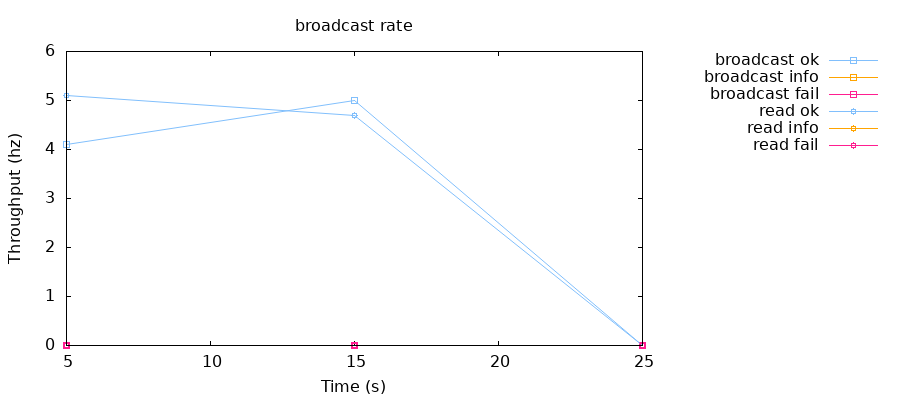 broadcast rate
Throughput (hz)
6
5
4
3
2
1
0
5
10
15
20
25
Time (s)
broadcast ok
broadcast info
broadcast fail
read ok
read info
read fail